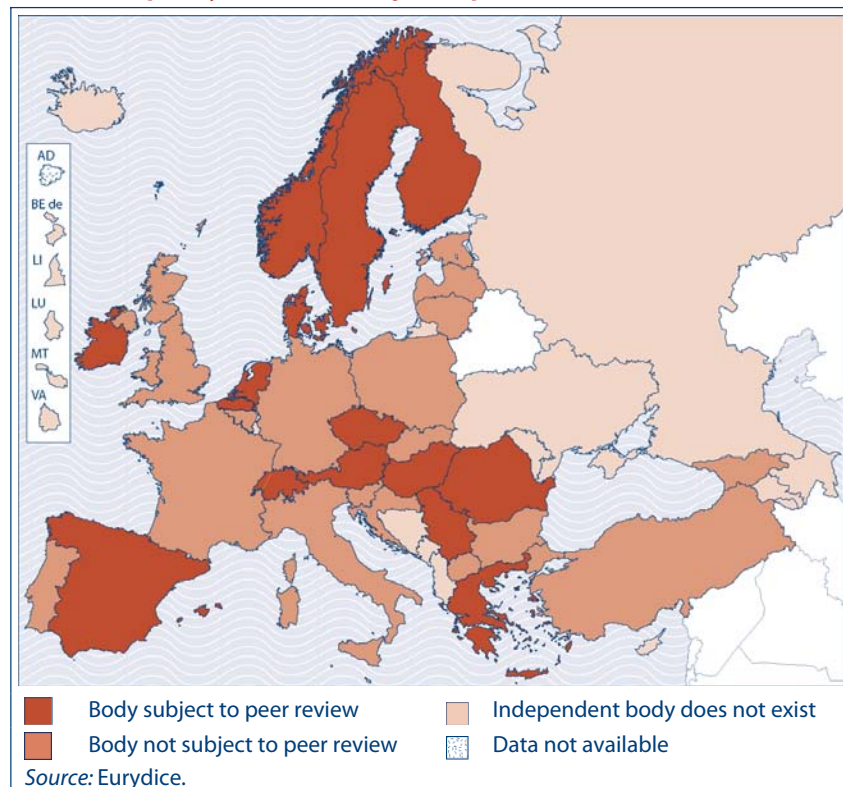 AD
BE de
LI
LU
MT
VA
Body subject to peer review
Independent body does not exist
Body not subject to peer review
Data not available
Source: Eurydice.